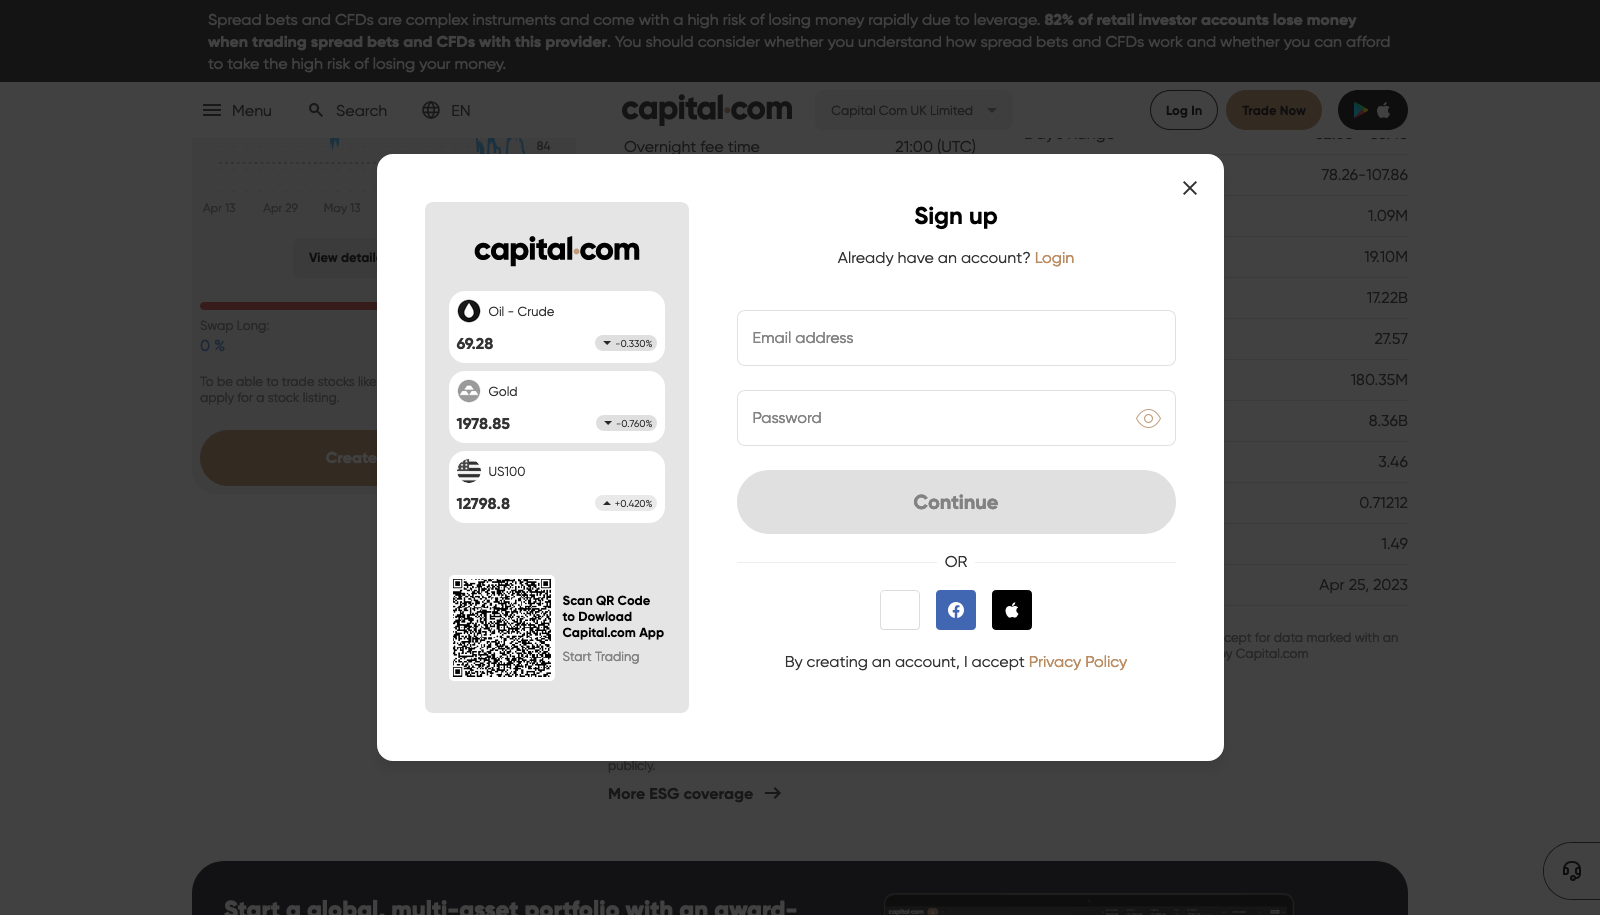 Spread bets and CFDs are complex instruments and come with a high risk of losing money rapidly due to leverage. 82% of retail investor accounts lose money
when trading spread bets and CFDs with this provider. You should consider whether you understand how spread bets and CFDs work and whether you can afford
to take the high risk of losing your money.
Menu Search EN capital.com Capital Com UK Limited Log In Trade Now
84
Overnight fee time 21:00 (UTC)
78.26-107.86
Apr 13 Apr 29 May 13
1.09M
View
19.10M
17.22B
Swap Long:
0 %
27.57
To be able to trade stocks like
apply for a stock listing.
180.35M
8.36B
Create
3.46
0.71212
1.49
Apr 25, 2023
cept for data marked with an
by Capital.com
capital.com
Oil - Crude
69.28 -0.330%
Gold
1978.85 -0.760%
US100
12798.8 +0.420%
Scan QR Code
to Dowload
Capital.com App
Start Trading
Sign up
Already have an account? Login
Email address
Password
Continue
OR
By creating an account, I accept Privacy Policy
publicly.
More ESG coverage
Start a global, multi-asset portfolio with an award-